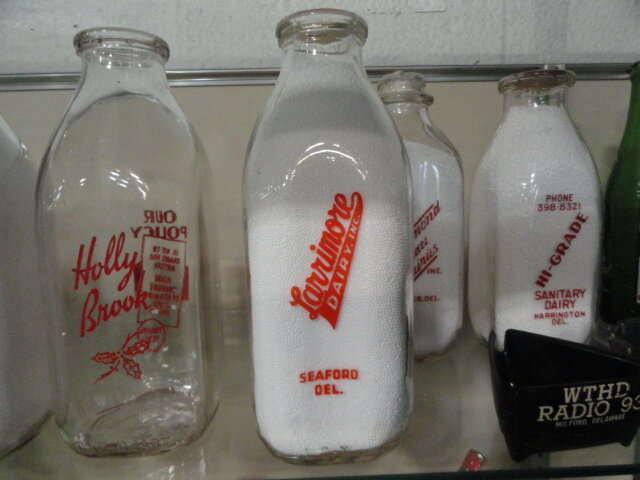 Holly
Brook
OUR
POLICY
Larrimore
DAIRY. INC.
SEAFORD
DEL.
INC.
DEL.
PHONE
398-8321
HI-GRADE
SANITARY
DAIRY
HARRINGTON
DEL.
WTHD
RADIO 93
MILFORD, DELAWARE